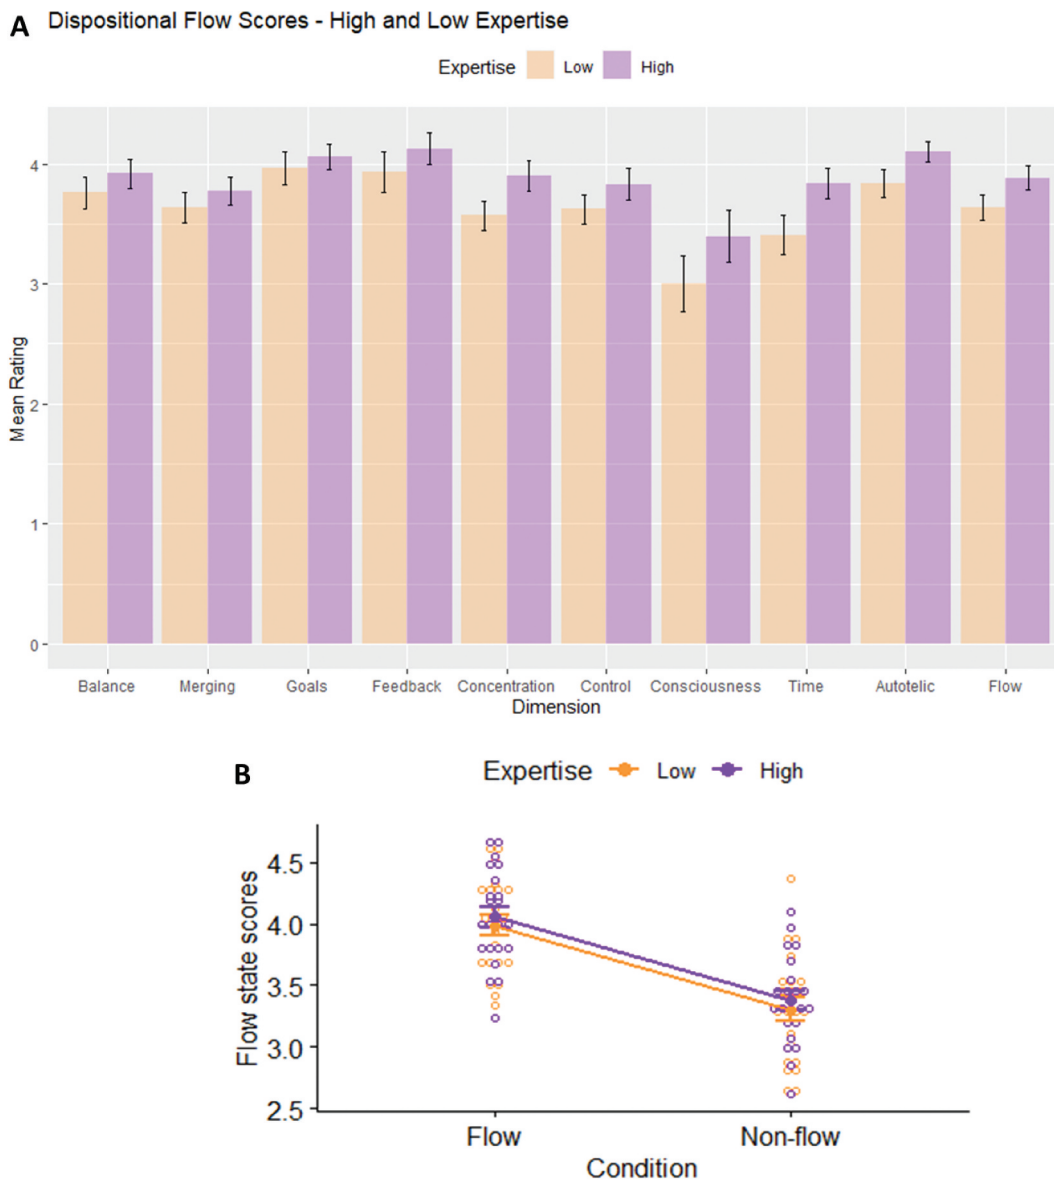 A Dispositional Flow Scores - High and Low Expertise
Expertise Low High
4
3
2
1
0
Mean Rating
Balance Merging Goals Feedback Concentration Control Consciousness Time Autotelic Flow
Dimension
B Expertise Low High
4.5
4.0
3.5
3.0
2.5
Flow state scores
Flow Non-flow
Condition